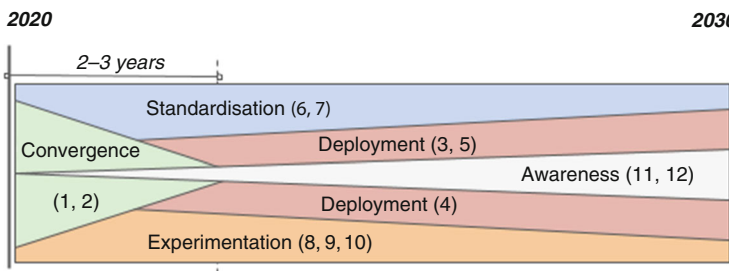 2020
2030
2–3 years
Standardisation (6, 7)
Deployment (3, 5)
Convergence
Awareness (11, 12)
(1, 2)
Deployment (4)
Experimentation (8, 9, 10)